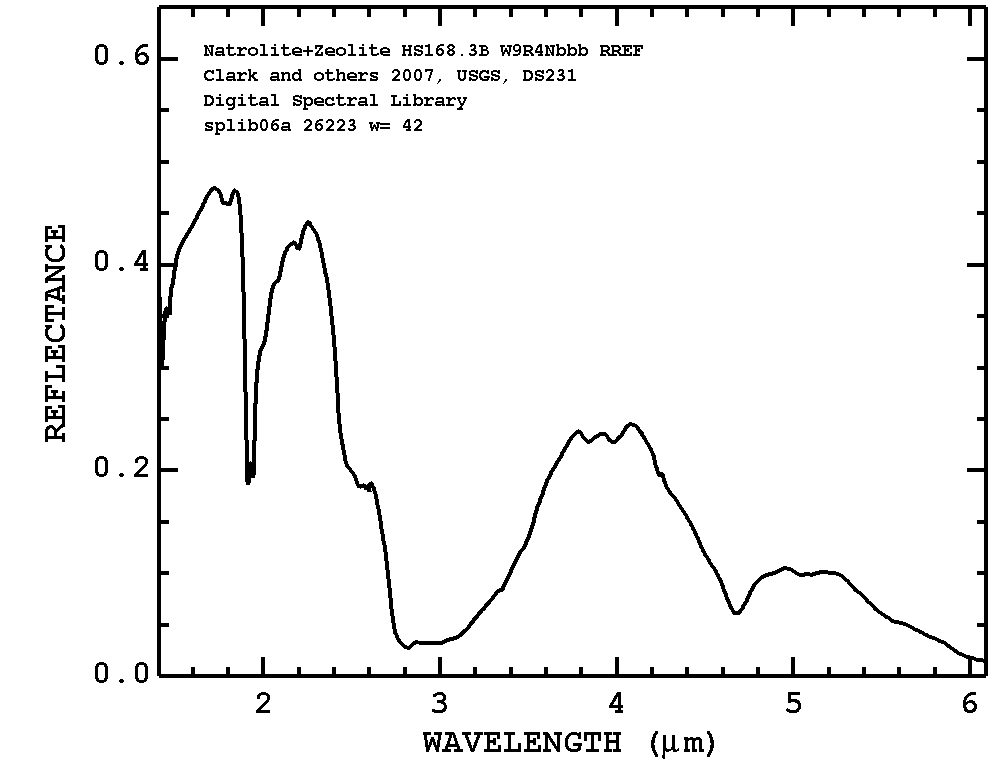 Natrolite+Zeolite HS168.3B W9R4Nbbb RREF
Clark and others 2007, USGS, DS231
Digital Spectral Library
splib06a 26223 w= 42
REFLECTANCE
0.6
0.4
0.2
0.0
2 3 4 5 6
WAVELENGTH (μm)